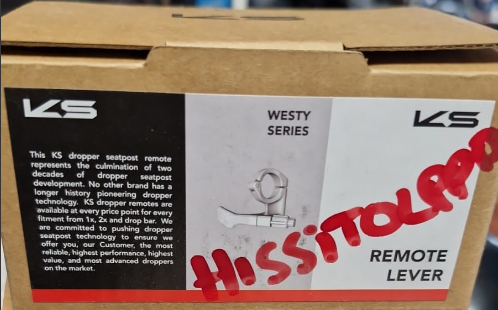 KS
KS
This KS dropper seatpost remote
represents the culmination of two
decades of dropper seatpost
development. No other brand has a
longer history pioneering dropper
technology. KS dropper remotes are
available at every price point for every
fitment from 1x, 2x and drop bar. We
are committed to pushing dropper
seatpost technology to ensure we
offer you, our Customer, the most
reliable, highest performance, highest
value, and most advanced droppers
on the market.
WESTY
SERIES
KS
HISSiTOLPPA
REMOTE
LEVER